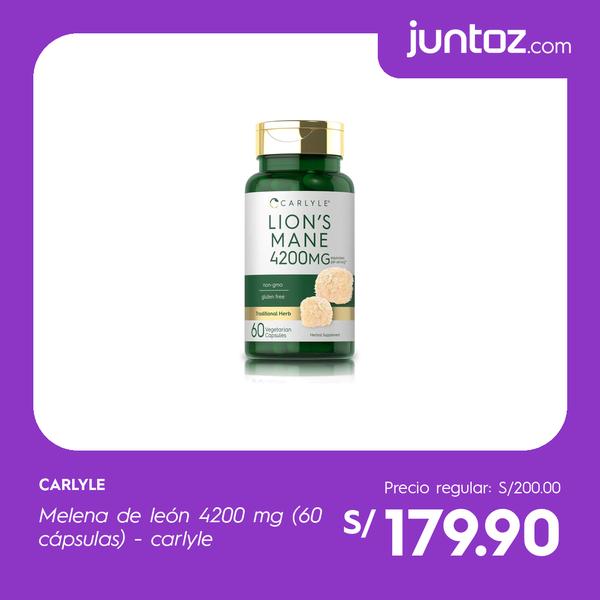 juntoz.com
CARLYLE®
LION'S
MANE
4200MG
non-gmo
gluten free
Traditional Herb
60 Vegetarian
Capsules
Herbal Supplement
CARLYLE
Melena de león 4200 mg (60
cápsulas) - carlyle
Precio regular: S/200.00
S/ 179.90